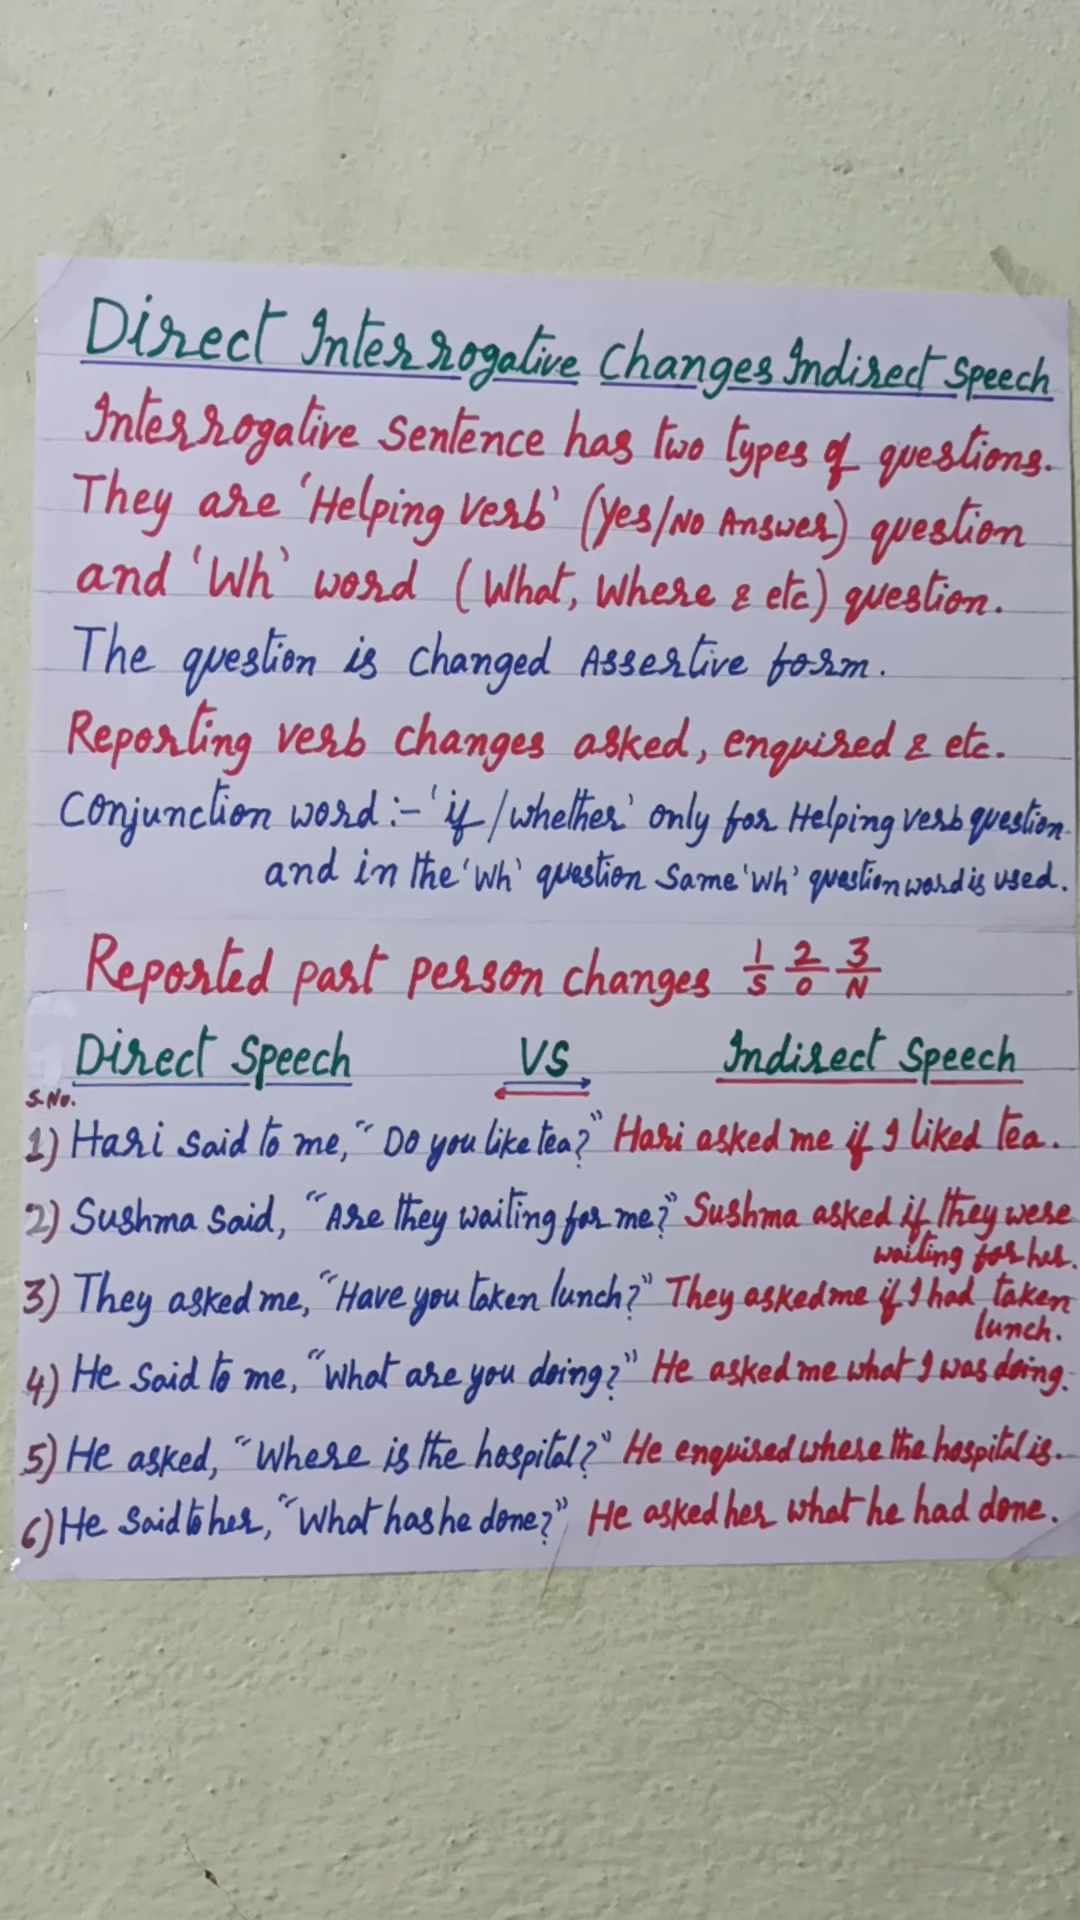 Direct Interrogative Changes Indirect Speech
Interrogative Sentence has two types of questions.
They are 'Helping Verb' (Yes/No Answer) question
and 'Wh' word (What, Where & etc) question.
The question is changed Assertive form.
Reporting verb changes asked, enquired & etc.
Conjunction word :- 'if/whether' only for Helping verb question
and in the 'Wh' question Same 'Wh' question word is used.
Reported part person changes 1/S 2/O 3/N
Direct Speech VS Indirect Speech
S.No.
1) Hari Said to me, "Do you like tea?" Hari asked me if I liked tea.
2) Sushma Said, "Are they waiting for me?" Sushma asked if they were
waiting for her.
3) They asked me, "Have you taken lunch?" They asked me if I had taken
lunch.
4) He Said to me, "What are you doing?" He asked me what I was doing.
5) He asked, "Where is the hospital?" He enquired where the hospital is.
6) He Said to her, "What has he done?" He asked her what he had done.